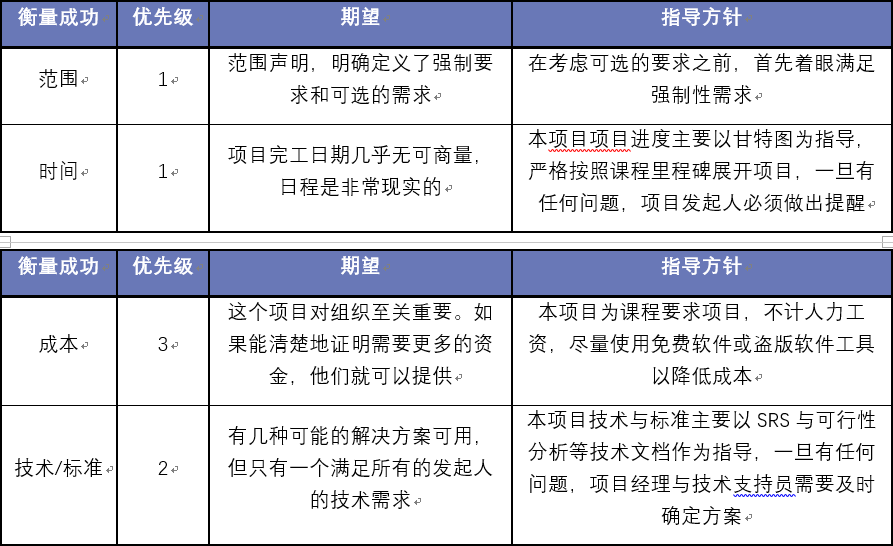 衡量成功 优先级 期望 指导方针
范围 1
范围声明，明确定义了强制要
求和可选的需求
在考虑可选的要求之前，首先着眼满足
强制性需求
时间 1
项目完工日期几乎无可商量，
日程是非常现实的
本项目项目进度主要以甘特图为指导，
严格按照课程里程碑展开项目，一旦有
任何问题，项目发起人必须做出提醒
衡量成功 优先级 期望 指导方针
成本 3
这个项目对组织至关重要。如
果能清楚地证明需要更多的资
金，他们就可以提供
本项目为课程要求项目，不计人力工
资，尽量使用免费软件或盗版软件工具
以降低成本
技术/标准 2
有几种可能的解决方案可用，
但只有一个满足所有的发起人
的技术需求
本项目技术与标准主要以 SRS 与可行性
分析等技术文档作为指导，一旦有任何
问题，项目经理与技术支持员需要及时
确定方案